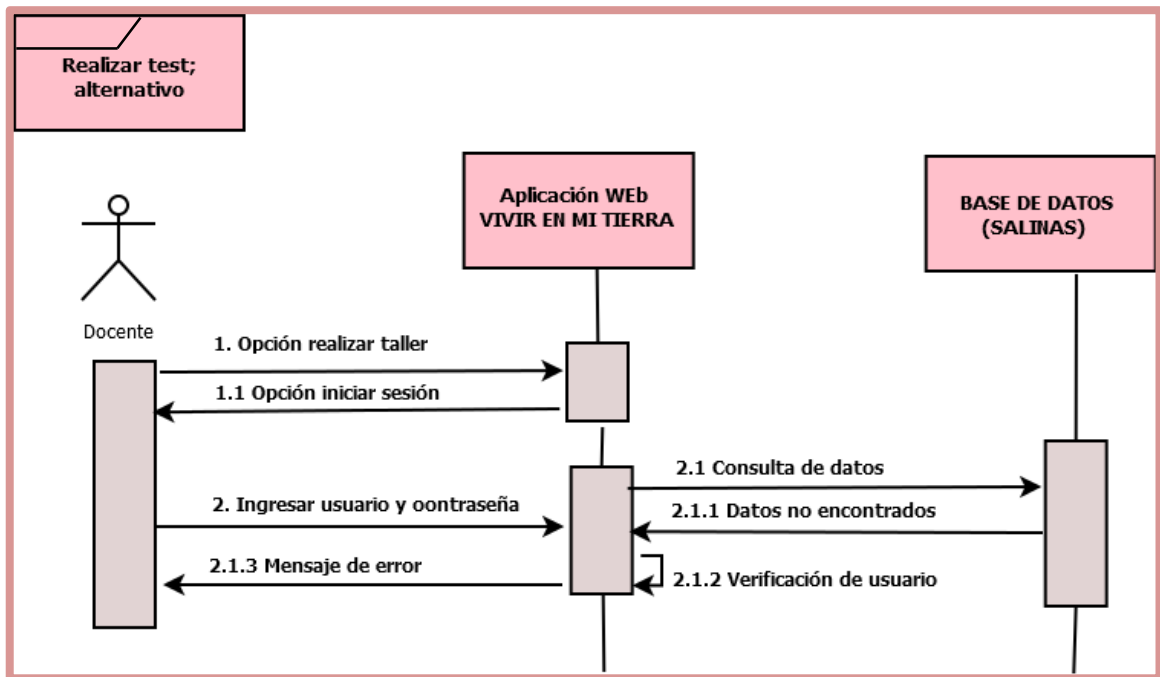 Realizar test;
alternativo
Aplicación WEb
VIVIR EN MI TIERRA
BASE DE DATOS
(SALINAS)
Docente
1. Opción realizar taller
1.1 Opción iniciar sesión
2.1 Consulta de datos
2. Ingresar usuario y oontraseña
2.1.1 Datos no encontrados
2.1.3 Mensaje de error
2.1.2 Verificación de usuario